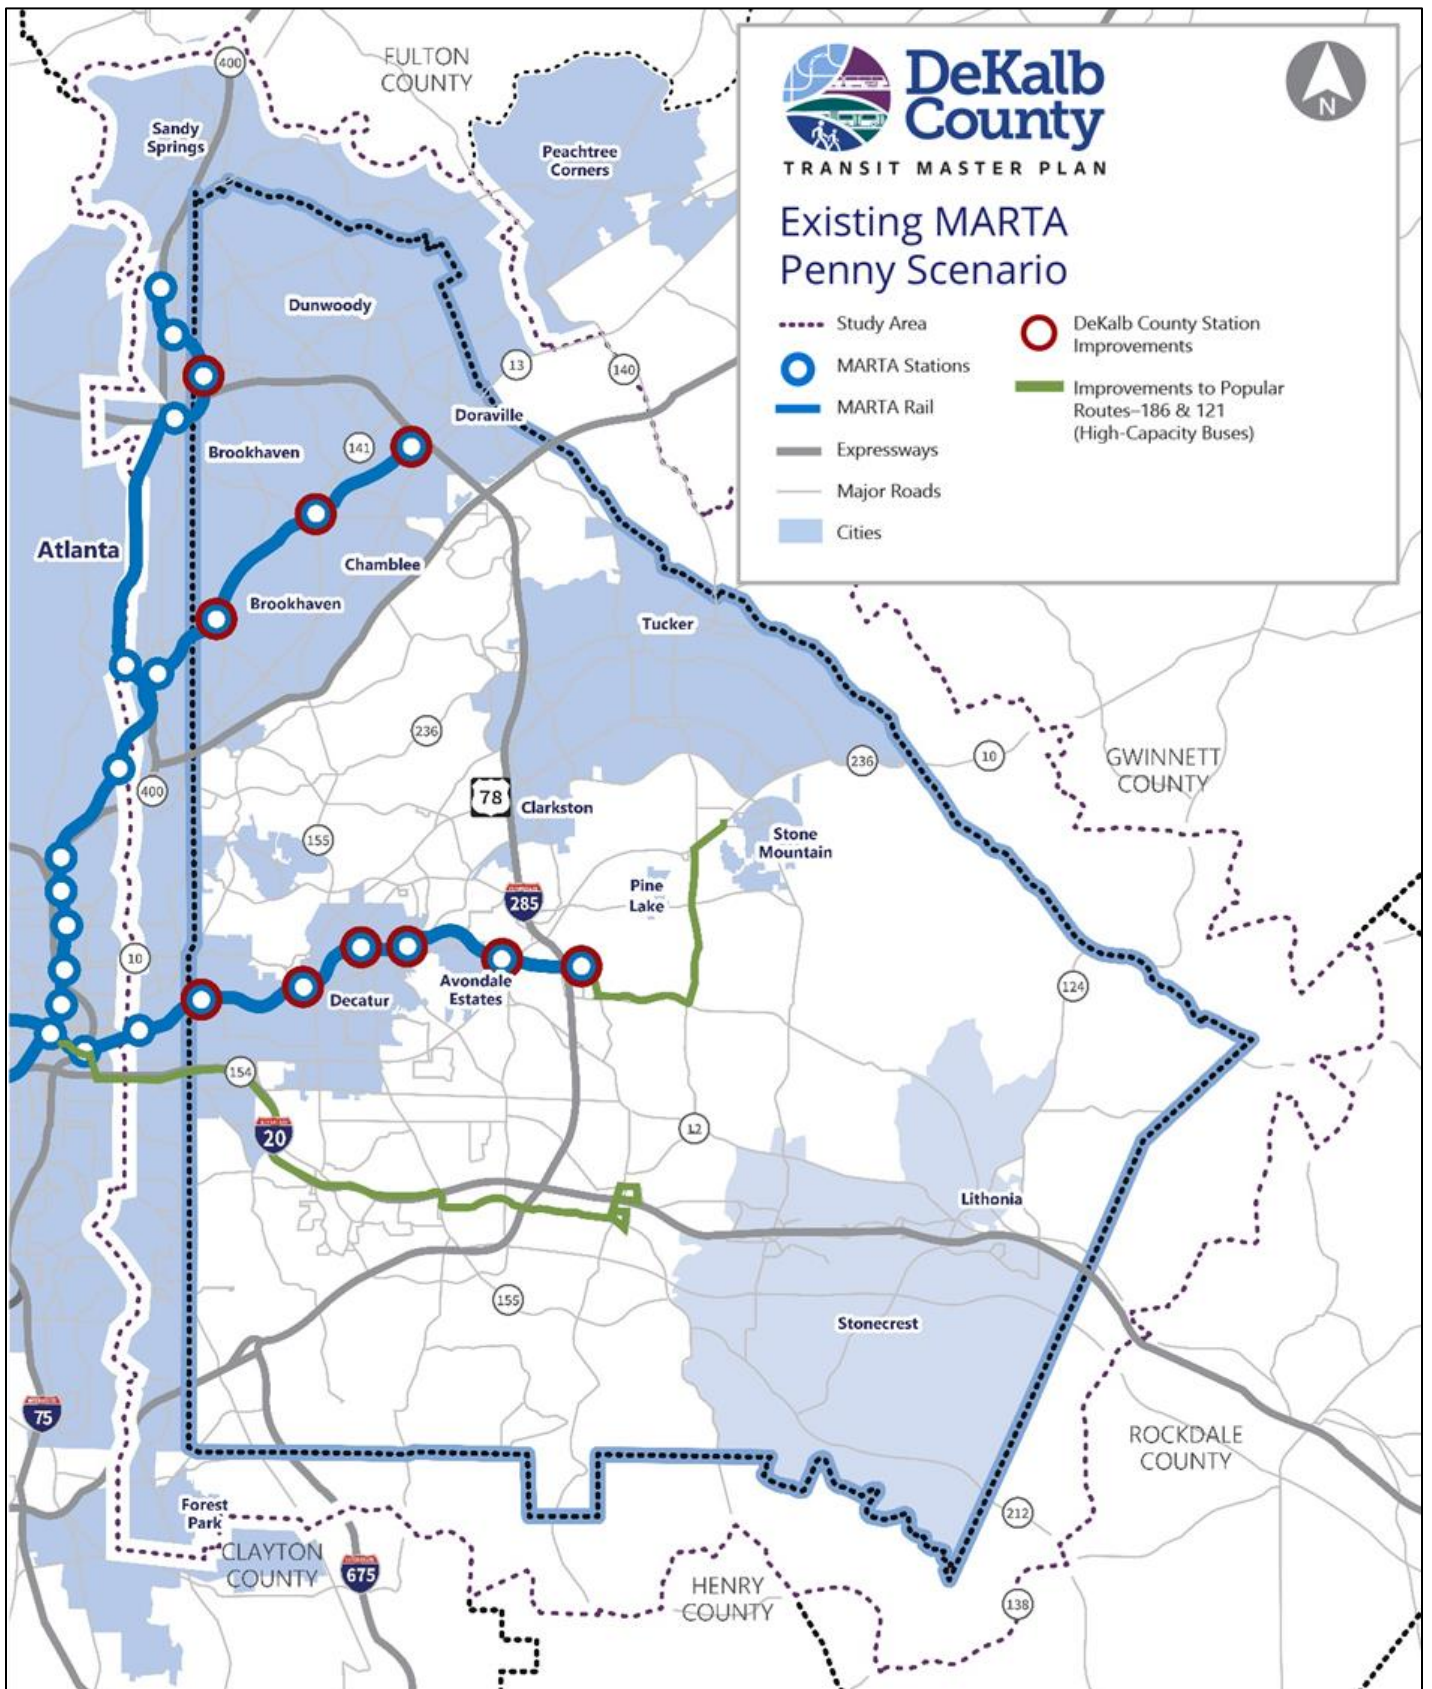 DeKalb
County
TRANSIT MASTER PLAN
N
Existing MARTA
Penny Scenario
Study Area
MARTA Stations
MARTA Rail
Expressways
Major Roads
Cities
DeKalb County Station
Improvements
Improvements to Popular
Routes–186 & 121
(High-Capacity Buses)
FULTON
COUNTY
400
Sandy
Springs
Peachtree
Corners
Dunwoody
13
140
Doraville
141
Brookhaven
Atlanta
Chamblee
Brookhaven
Tucker
236
236
10
GWINNETT
COUNTY
400
78
Clarkston
155
Stone
Mountain
Pine
Lake
285
10
Avondale
Estates
Decatur
124
154
20
12
Lithonia
155
Stonecrest
75
ROCKDALE
COUNTY
Forest
Park
212
CLAYTON
COUNTY
675
HENRY
COUNTY
138